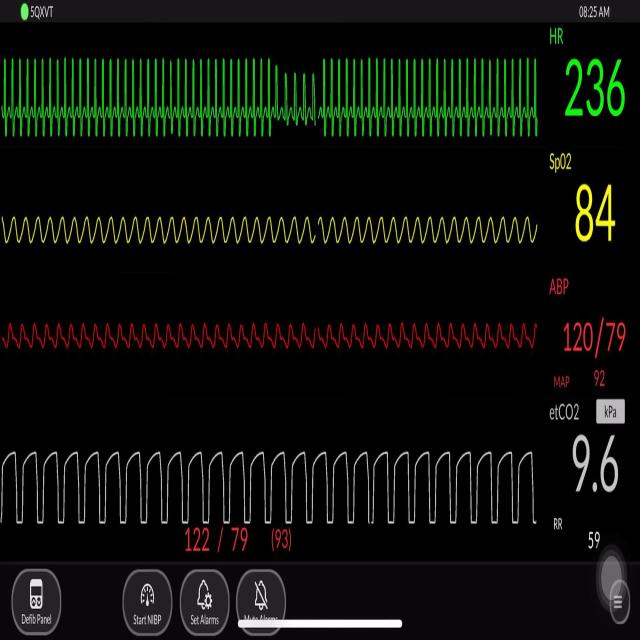 5QXVT 08:25 AM
HR
236
SpO2
84
ABP
120/79
MAP 92
etCO2 kPa
9.6
RR
59
122 / 79 (93)
Defib Panel Start NIBP Set Alarms Mute Alarms